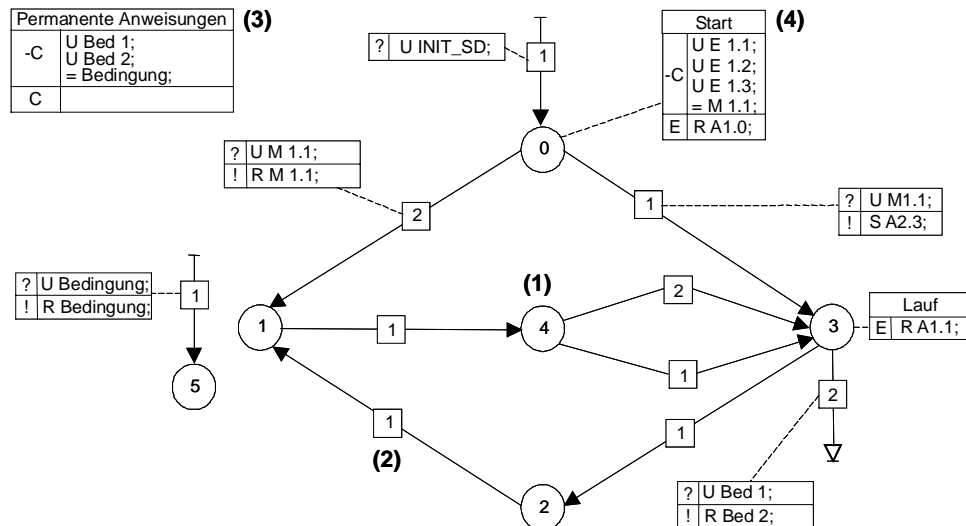 Permanente Anweisungen
-C
U Bed 1;
U Bed 2;
= Bedingung;
C
(3)
? U INIT_SD;
1
Start
-C
U E 1.1;
U E 1.2;
U E 1.3;
= M 1.1;
E R A1.0;
(4)
0
? U M 1.1;
! R M 1.1;
2
1
? U M1.1;
! S A2.3;
? U Bedingung;
! R Bedingung;
1
5
1
1
(1)
4
2
1
3
Lauf
E R A1.1;
1
(2)
1
2
2
? U Bed 1;
! R Bed 2;